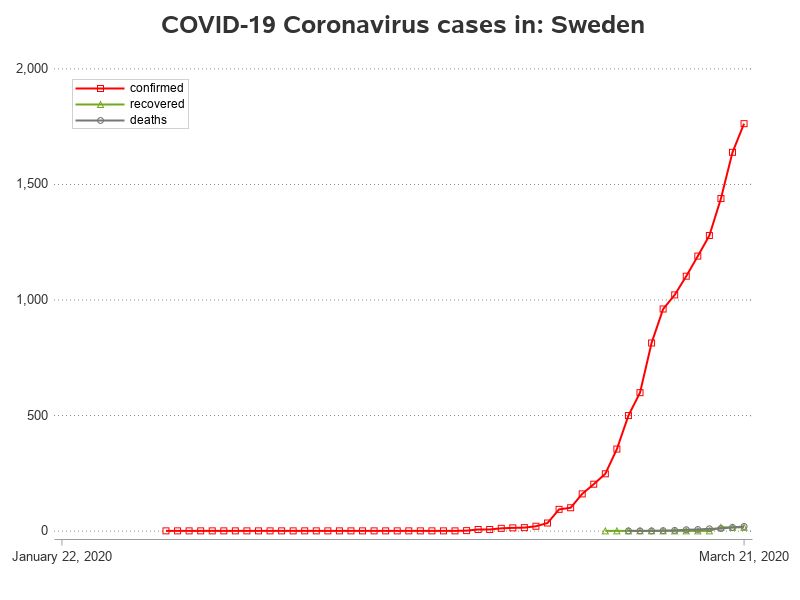 COVID-19 Coronavirus cases in: Sweden
2,000
confirmed
recovered
deaths
1,500
1,000
500
0
January 22, 2020
March 21, 2020